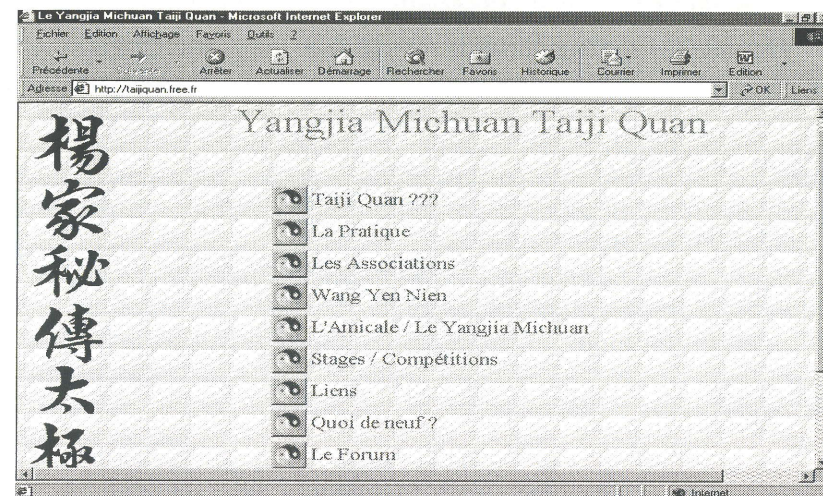 Le Yangjia Michuan Taiji Quan - Microsoft Internet Explorer
Fichier Edition Affichage Favoris Outils ?
Précédente Suivante Arrêter Actualiser Démarrage Rechercher Favoris Historique Courrier Imprimer Edition
Adresse http://taijiquan.free.fr OK Liens
Yangjia Michuan Taiji Quan
楊家秘傳太極
Taiji Quan ???
La Pratique
Les Associations
Wang Yen Nien
L'Amicale / Le Yangjia Michuan
Stages / Compétitions
Liens
Quoi de neuf ?
Le Forum
Internet